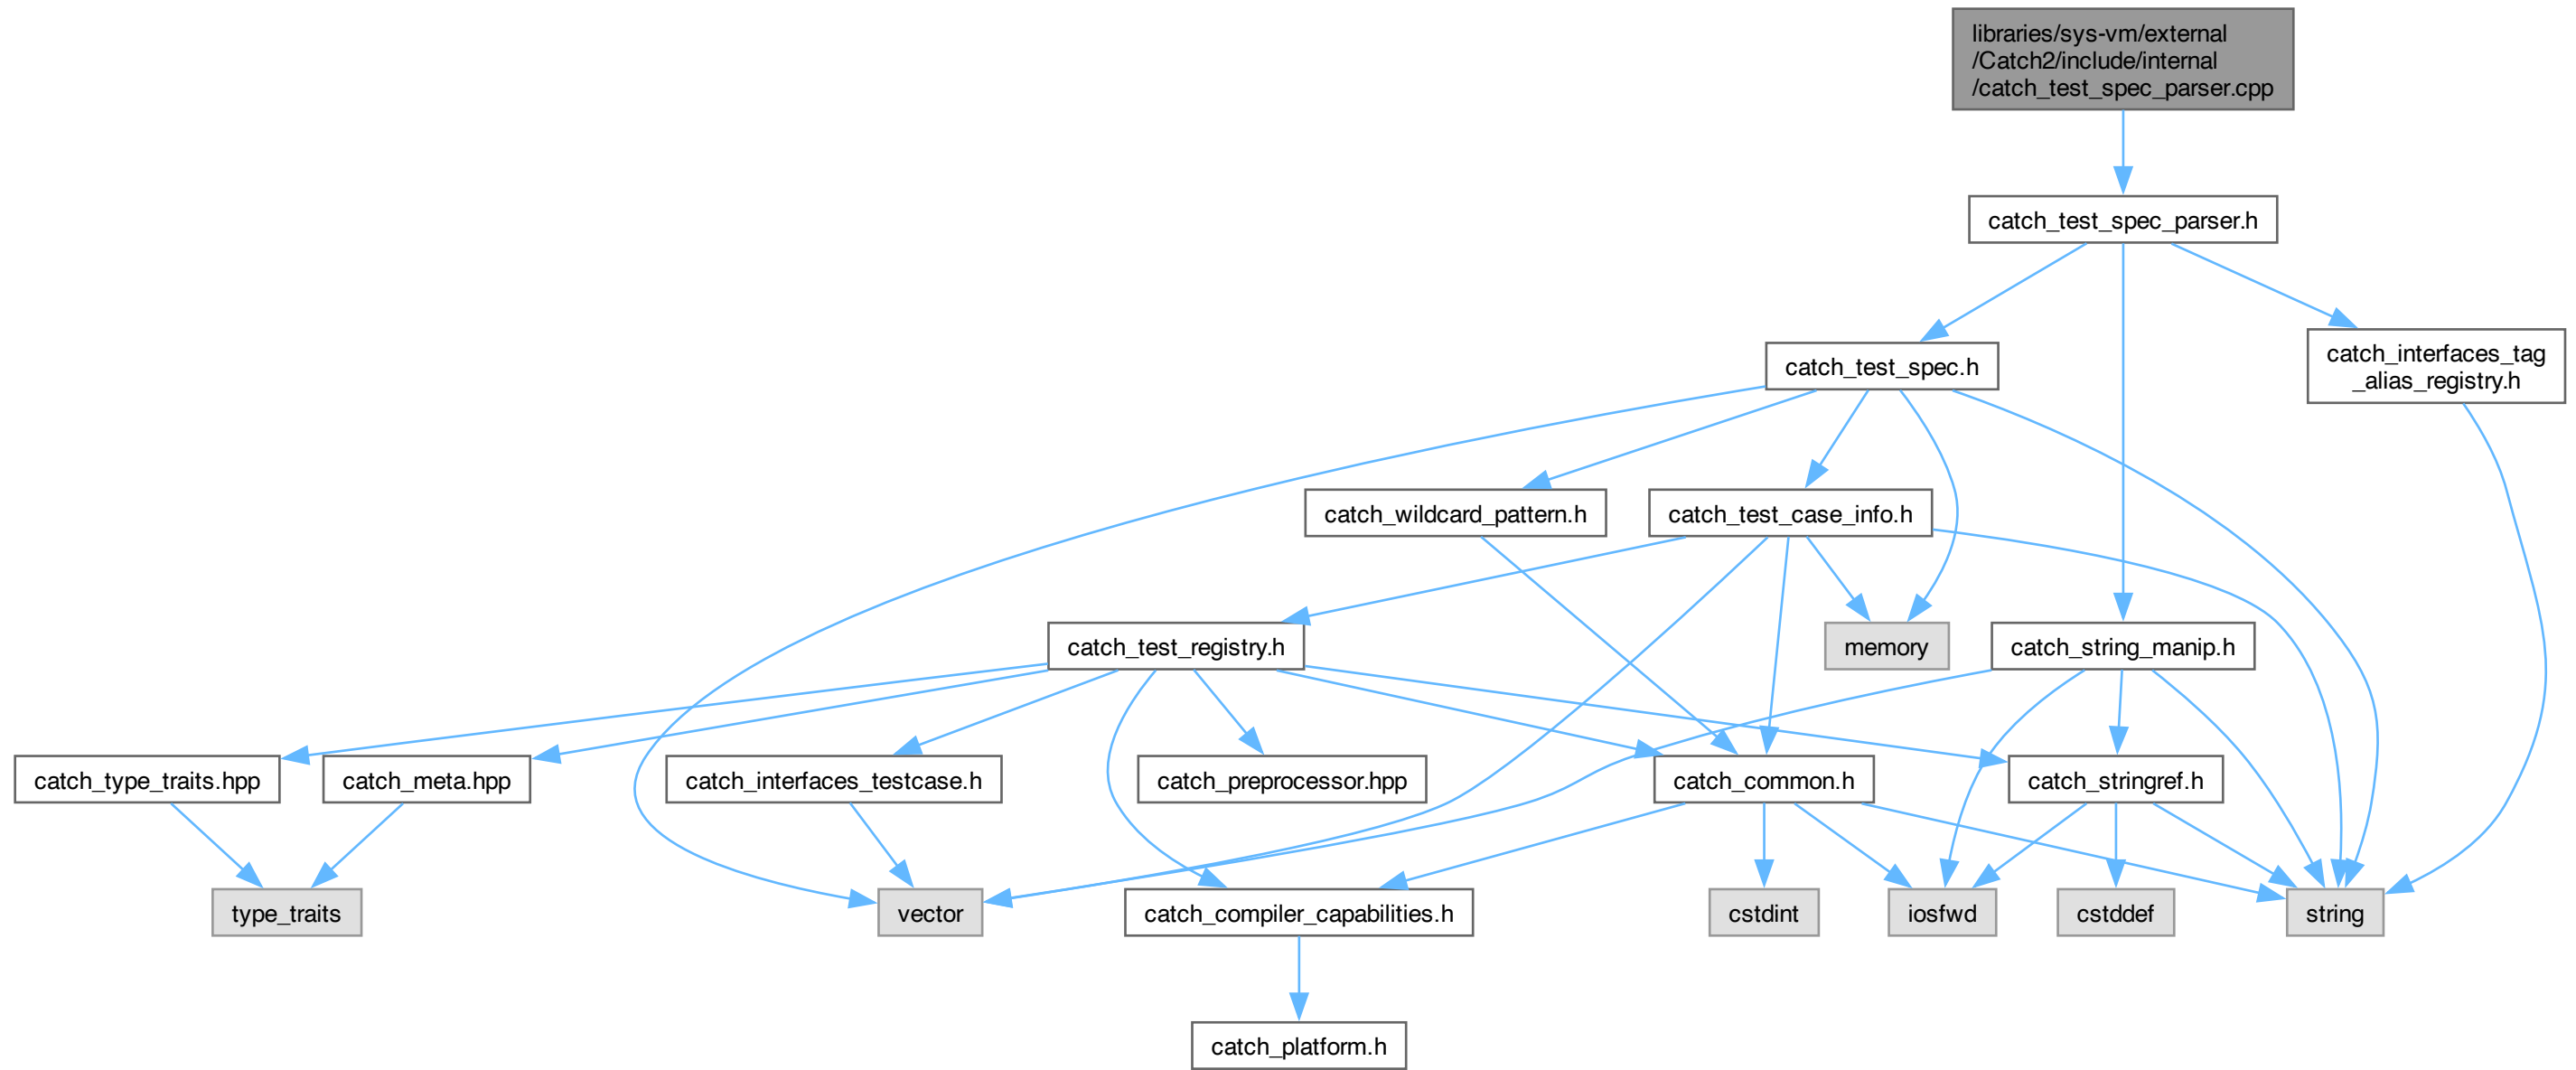 libraries/sys-vm/external
/Catch2/include/internal
/catch_test_spec_parser.cpp
catch_test_spec_parser.h
catch_interfaces_tag
_alias_registry.h
catch_test_spec.h
catch_wildcard_pattern.h
catch_test_case_info.h
catch_test_registry.h
memory
catch_string_manip.h
catch_type_traits.hpp
catch_meta.hpp
catch_interfaces_testcase.h
catch_preprocessor.hpp
catch_common.h
catch_stringref.h
type_traits
vector
catch_compiler_capabilities.h
cstdint
iosfwd
cstddef
string
catch_platform.h